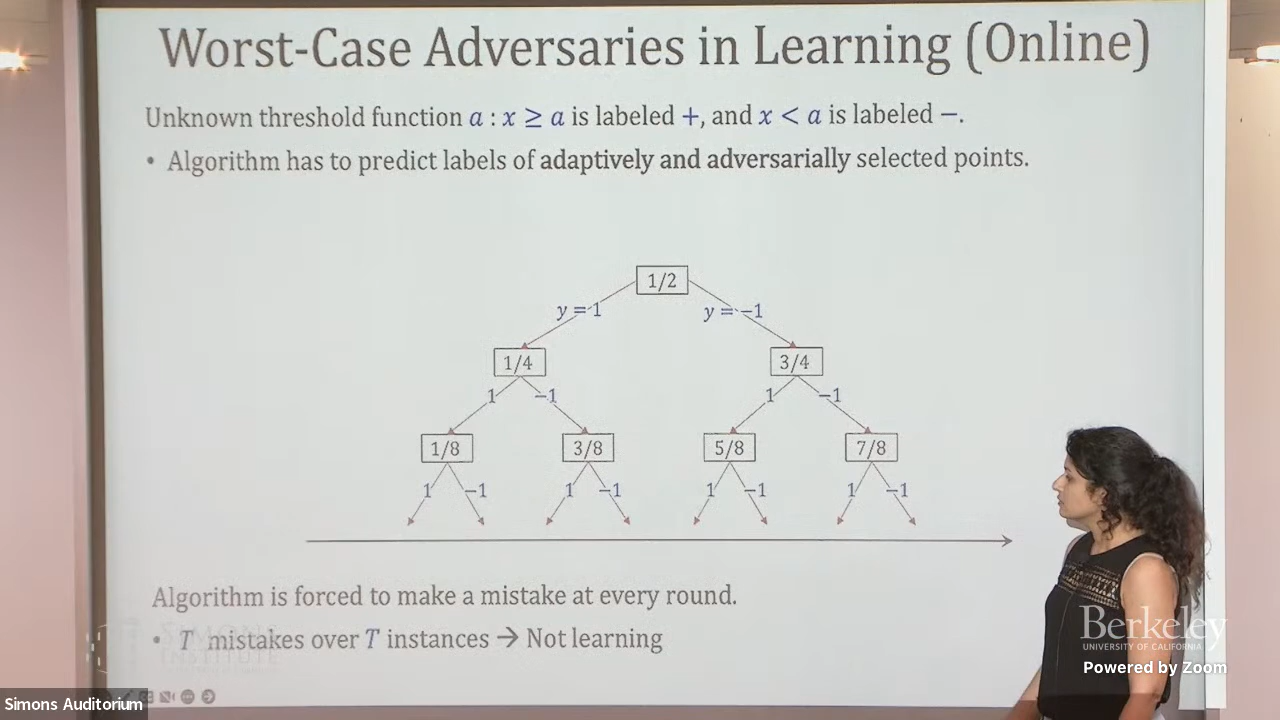 Worst-Case Adversaries in Learning (Online)
Unknown threshold function a : x ≥ a is labeled +, and x < a is labeled −.
• Algorithm has to predict labels of adaptively and adversarially selected points.
1/2
y = 1 y = −1
1/4 3/4
1 −1 1 −1
1/8 3/8 5/8 7/8
1 −1 1 −1 1 −1 1 −1
Algorithm is forced to make a mistake at every round.
• T mistakes over T instances → Not learning
SIMONS
INSTITUTE
Berkeley
UNIVERSITY OF CALIFORNIA
Powered by Zoom
Simons Auditorium